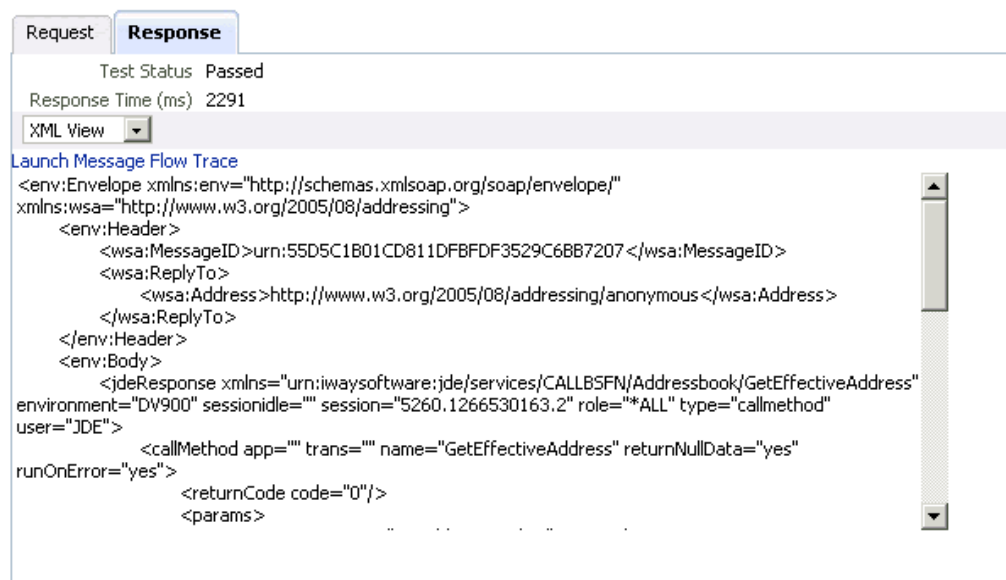 Request Response
Test Status Passed
Response Time (ms) 2291
XML View
Launch Message Flow Trace
<env:Envelope xmlns:env="http://schemas.xmlsoap.org/soap/envelope/"
xmlns:wsa="http://www.w3.org/2005/08/addressing">
<env:Header>
<wsa:MessageID>urn:55D5C1B01CD811DFBFDF3529C6BB7207</wsa:MessageID>
<wsa:ReplyTo>
<wsa:Address>http://www.w3.org/2005/08/addressing/anonymous</wsa:Address>
</wsa:ReplyTo>
</env:Header>
<env:Body>
<jdeResponse xmlns="urn:iwaysoftware:jde/services/CALLBSFN/Addressbook/GetEffectiveAddress"
environment="DV900" sessionidle="" session="5260.1266530163.2" role="*ALL" type="callmethod"
user="JDE">
<callMethod app="" trans="" name="GetEffectiveAddress" returnNullData="yes"
runOnError="yes">
<returnCode code="0"/>
<params>